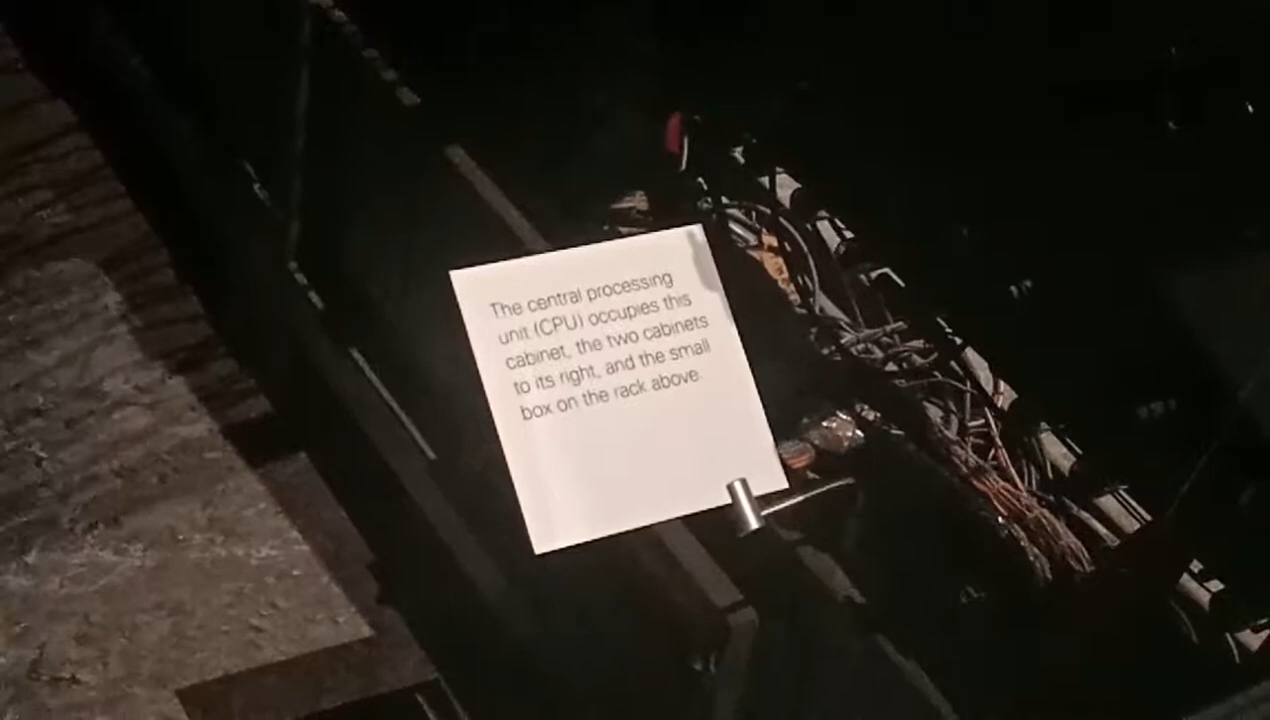 The central processing
unit (CPU) occupies this
cabinet, the two cabinets
to its right, and the small
box on the rack above.